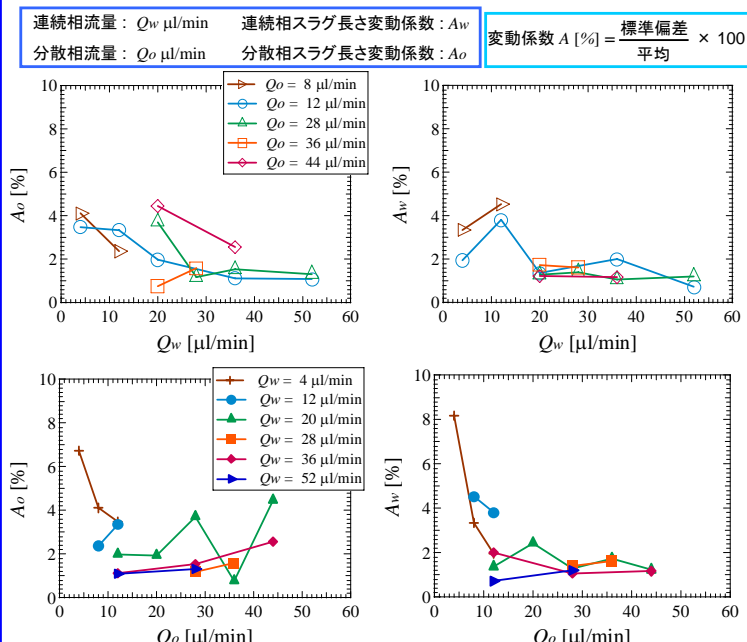 連続相流量： Qw μl/min 連続相スラグ長さ変動係数：Aw
分散相流量： Qo μl/min 分散相スラグ長さ変動係数：Ao
変動係数 A [%] = 標準偏差 / 平均 × 100
Qo = 8 μl/min
Qo = 12 μl/min
Qo = 28 μl/min
Qo = 36 μl/min
Qo = 44 μl/min
10
8
6
4
2
0
Ao [%]
0 10 20 30 40 50 60
Qw [μl/min]
10
8
6
4
2
0
Aw [%]
0 10 20 30 40 50 60
Qw [μl/min]
Qw = 4 μl/min
Qw = 12 μl/min
Qw = 20 μl/min
Qw = 28 μl/min
Qw = 36 μl/min
Qw = 52 μl/min
10
8
6
4
2
0
Ao [%]
0 10 20 30 40 50 60
Qo [μl/min]
10
8
6
4
2
0
Aw [%]
0 10 20 30 40 50 60
Qo [μl/min]